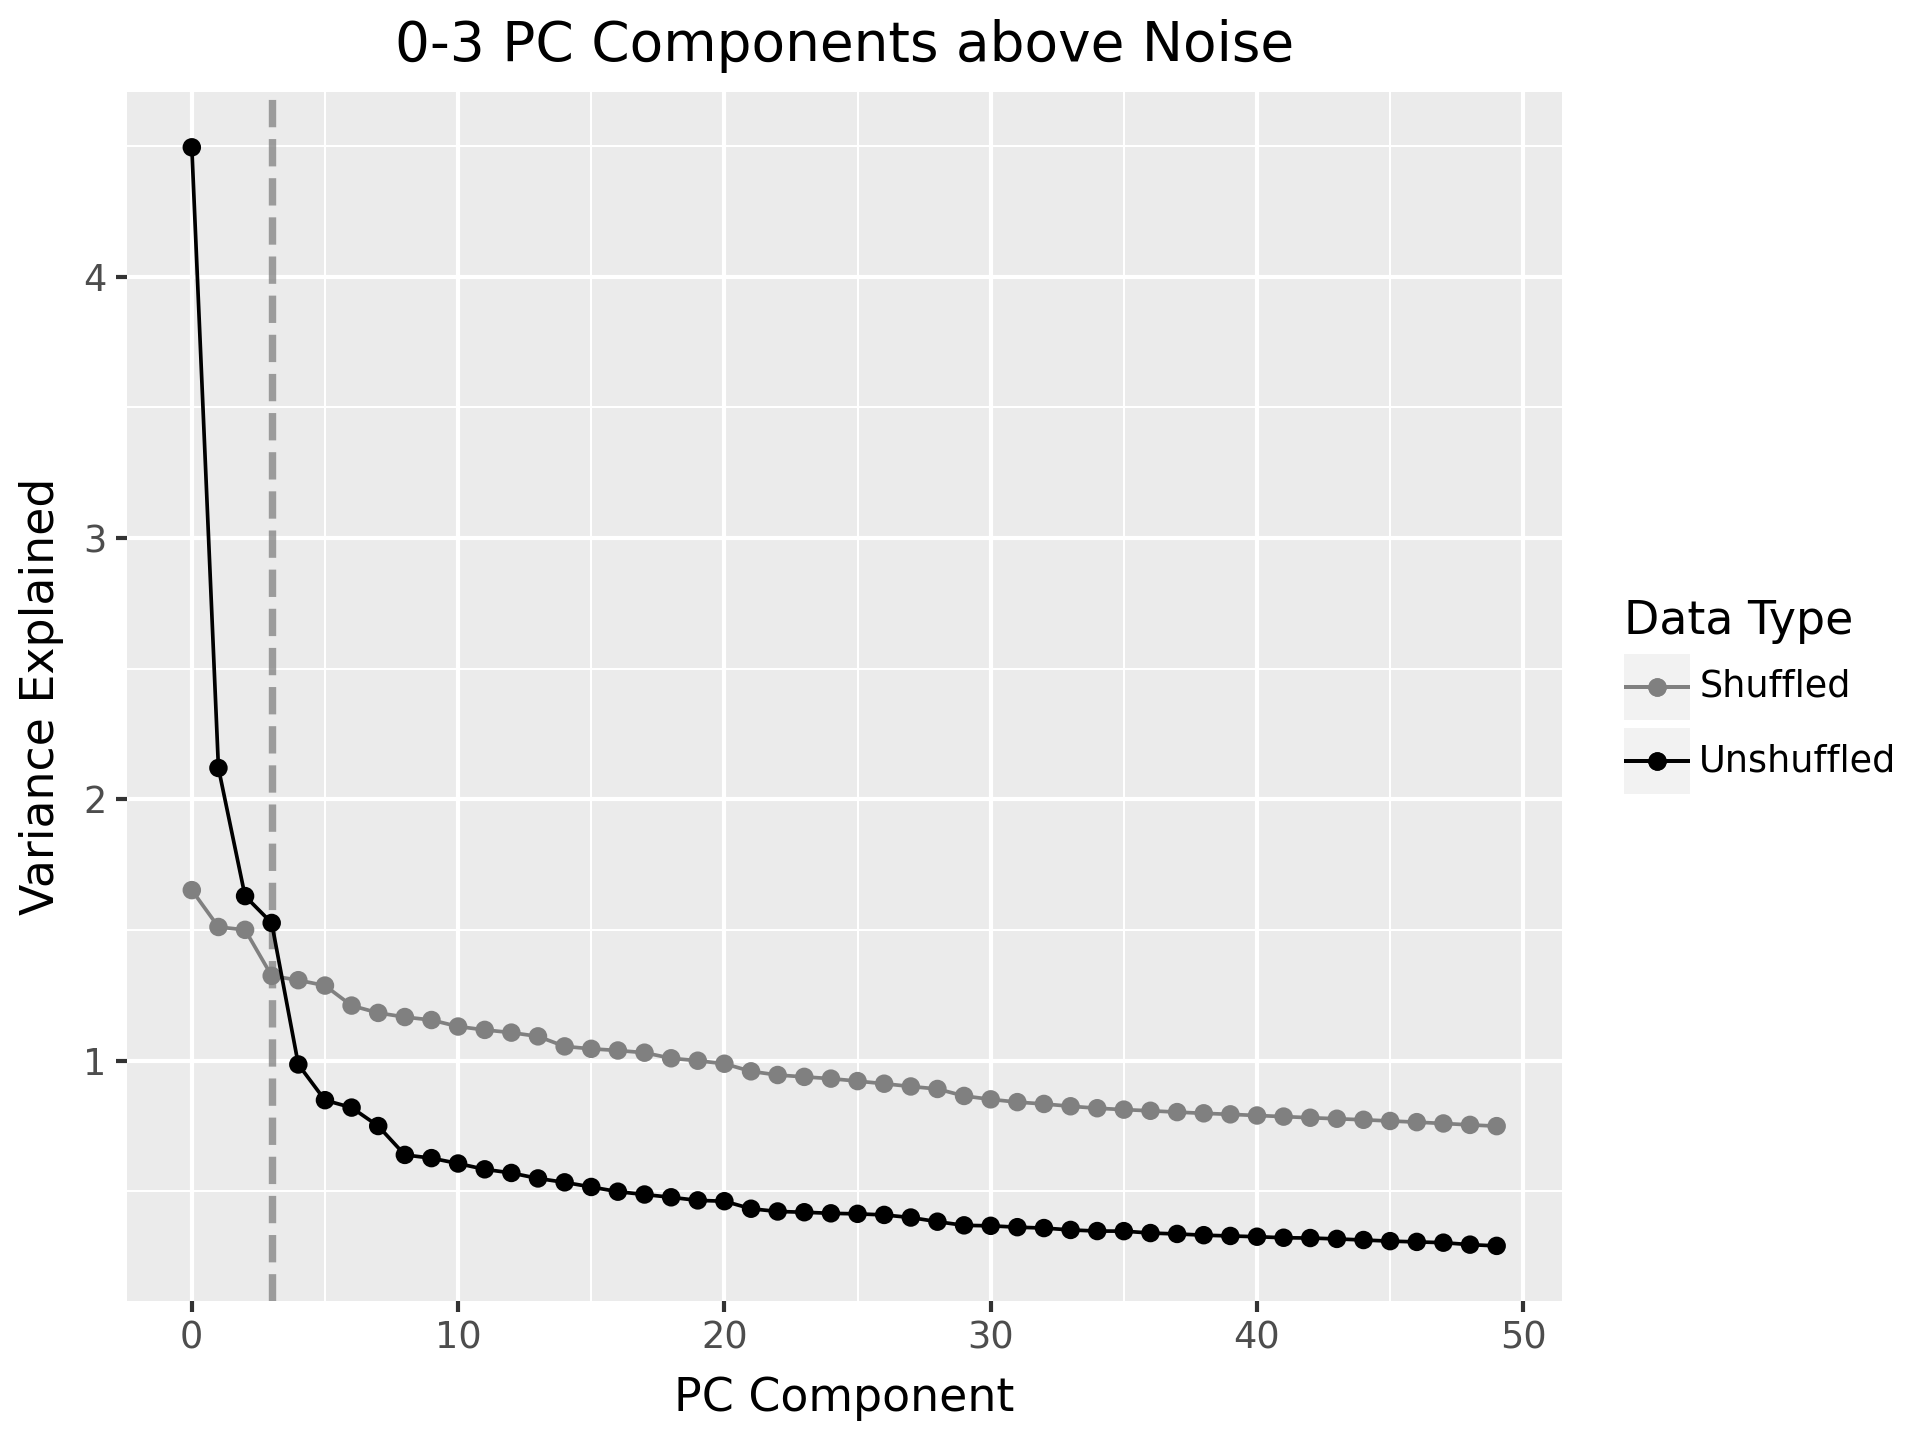 0-3 PC Components above Noise
Variance Explained
4
3
2
1
0
10
20
30
40
50
PC Component
Data Type
Shuffled
Unshuffled